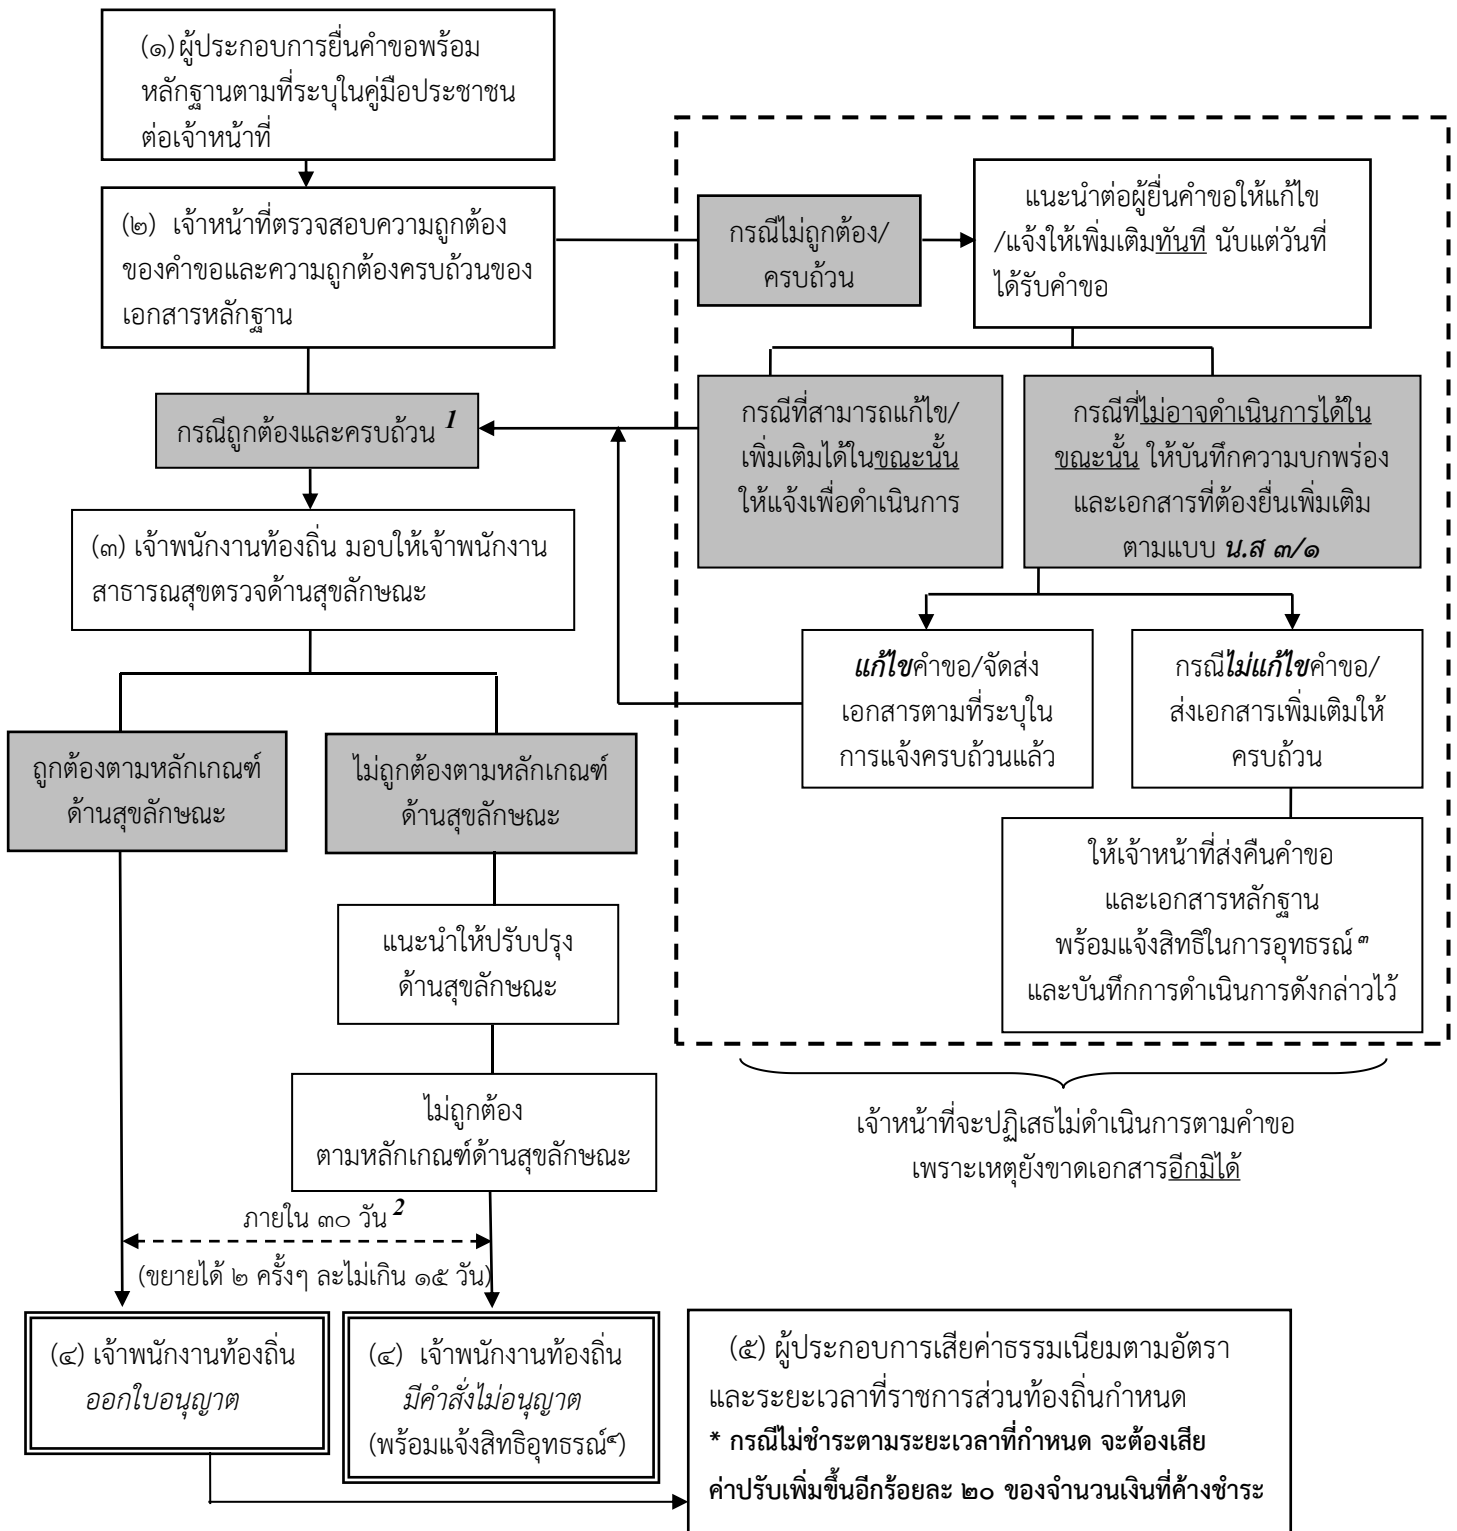 (๑) ผู้ประกอบการยื่นคำขอพร้อม
หลักฐานตามที่ระบุในคู่มือประชาชน
ต่อเจ้าหน้าที่
(๒) เจ้าหน้าที่ตรวจสอบความถูกต้อง
ของคำขอและความถูกต้องครบถ้วนของ
เอกสารหลักฐาน
กรณีไม่ถูกต้อง/
ครบถ้วน
แนะนำต่อผู้ยื่นคำขอให้แก้ไข
/แจ้งให้เพิ่มเติมทันที นับแต่วันที่
ได้รับคำขอ
กรณีถูกต้องและครบถ้วน 1
กรณีที่สามารถแก้ไข/
เพิ่มเติมได้ในขณะนั้น
ให้แจ้งเพื่อดำเนินการ
กรณีที่ไม่อาจดำเนินการได้ใน
ขณะนั้น ให้บันทึกความบกพร่อง
และเอกสารที่ต้องยื่นเพิ่มเติม
ตามแบบ น.ส ๓/๑
(๓) เจ้าพนักงานท้องถิ่น มอบให้เจ้าพนักงาน
สาธารณสุขตรวจด้านสุขลักษณะ
แก้ไขคำขอ/จัดส่ง
เอกสารตามที่ระบุใน
การแจ้งครบถ้วนแล้ว
กรณีไม่แก้ไขคำขอ/
ส่งเอกสารเพิ่มเติมให้
ครบถ้วน
ถูกต้องตามหลักเกณฑ์
ด้านสุขลักษณะ
ไม่ถูกต้องตามหลักเกณฑ์
ด้านสุขลักษณะ
ให้เจ้าหน้าที่ส่งคืนคำขอ
และเอกสารหลักฐาน
พร้อมแจ้งสิทธิในการอุทธรณ์ ๓
และบันทึกการดำเนินการดังกล่าวไว้
แนะนำให้ปรับปรุง
ด้านสุขลักษณะ
ไม่ถูกต้อง
ตามหลักเกณฑ์ด้านสุขลักษณะ
เจ้าหน้าที่จะปฏิเสธไม่ดำเนินการตามคำขอ
เพราะเหตุยังขาดเอกสารอีกมิได้
ภายใน ๓๐ วัน 2
(ขยายได้ ๒ ครั้งๆ ละไม่เกิน ๑๕ วัน)
(๔) เจ้าพนักงานท้องถิ่น
ออกใบอนุญาต
(๔) เจ้าพนักงานท้องถิ่น
มีคำสั่งไม่อนุญาต
(พร้อมแจ้งสิทธิอุทธรณ์๔)
(๕) ผู้ประกอบการเสียค่าธรรมเนียมตามอัตรา
และระยะเวลาที่ราชการส่วนท้องถิ่นกำหนด
* กรณีไม่ชำระตามระยะเวลาที่กำหนด จะต้องเสีย
ค่าปรับเพิ่มขึ้นอีกร้อยละ ๒๐ ของจำนวนเงินที่ค้างชำระ